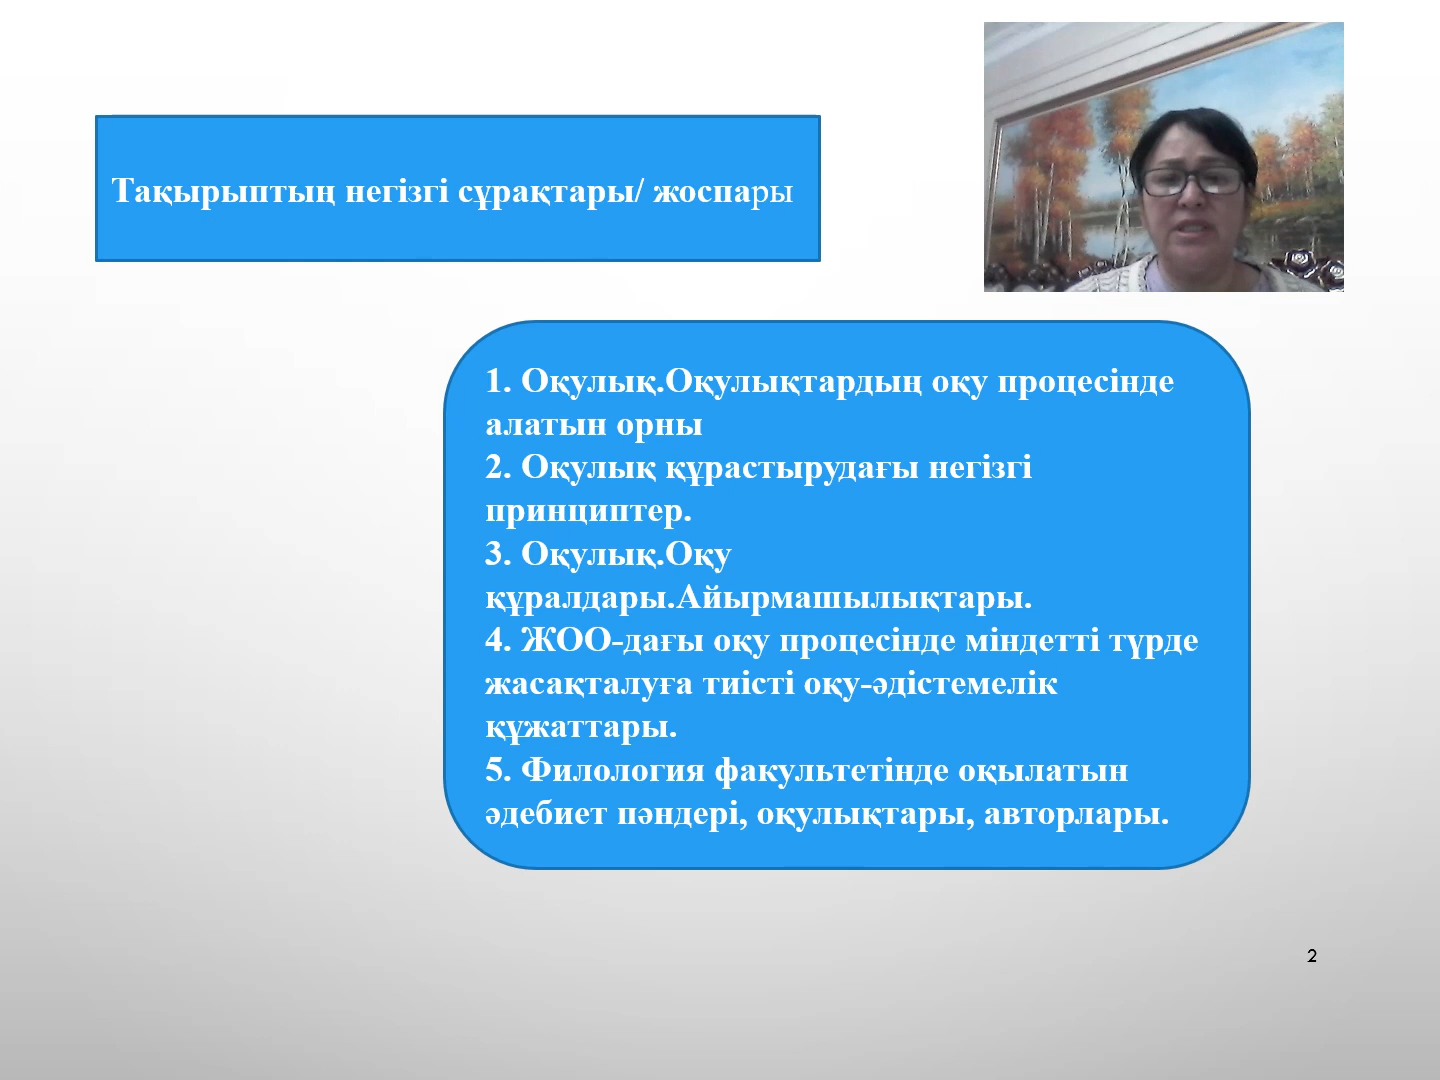 Тақырыптың негізгі сұрақтары/ жоспары
1. Оқулық.Оқулықтардың оқу процесінде
алатын орны
2. Оқулық құрастырудағы негізгі
принциптер.
3. Оқулық.Оқу
құралдары.Айырмашылықтары.
4. ЖОО-дағы оқу процесінде міндетті түрде
жасақталуға тиісті оқу-әдістемелік
құжаттары.
5. Филология факультетінде оқылатын
әдебиет пәндері, оқулықтары, авторлары.
2